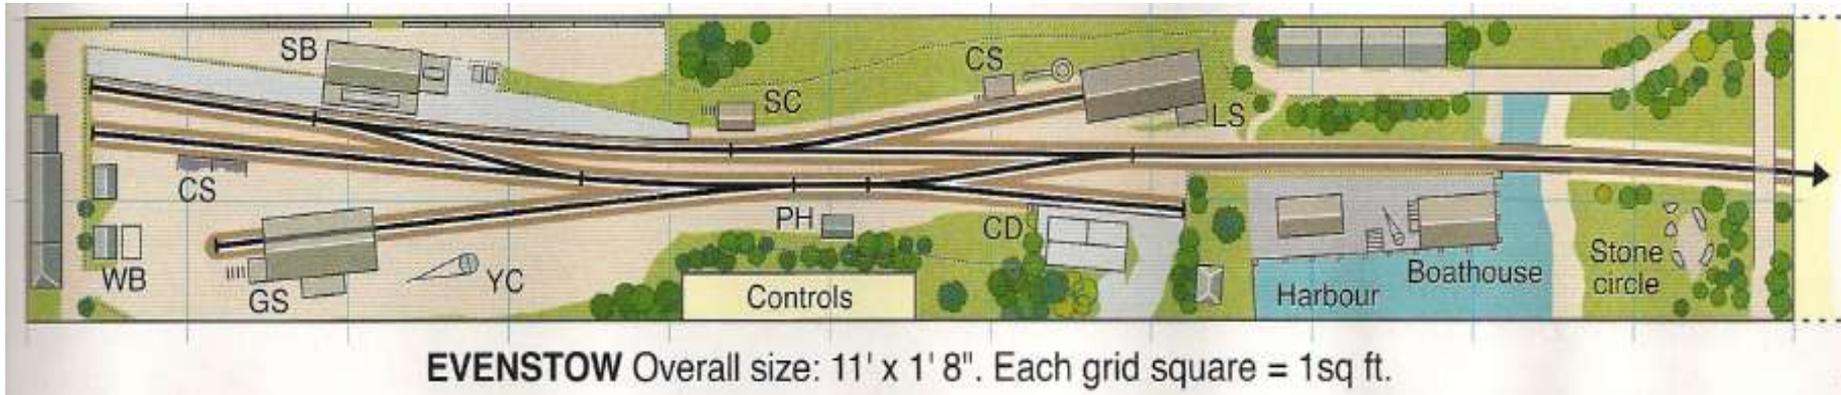 SB
CS
SC
LS
CS
PH
CD
WB
GS
YC
Controls
Harbour
Boathouse
Stone
circle
EVENSTOW Overall size: 11' x 1' 8". Each grid square = 1sq ft.